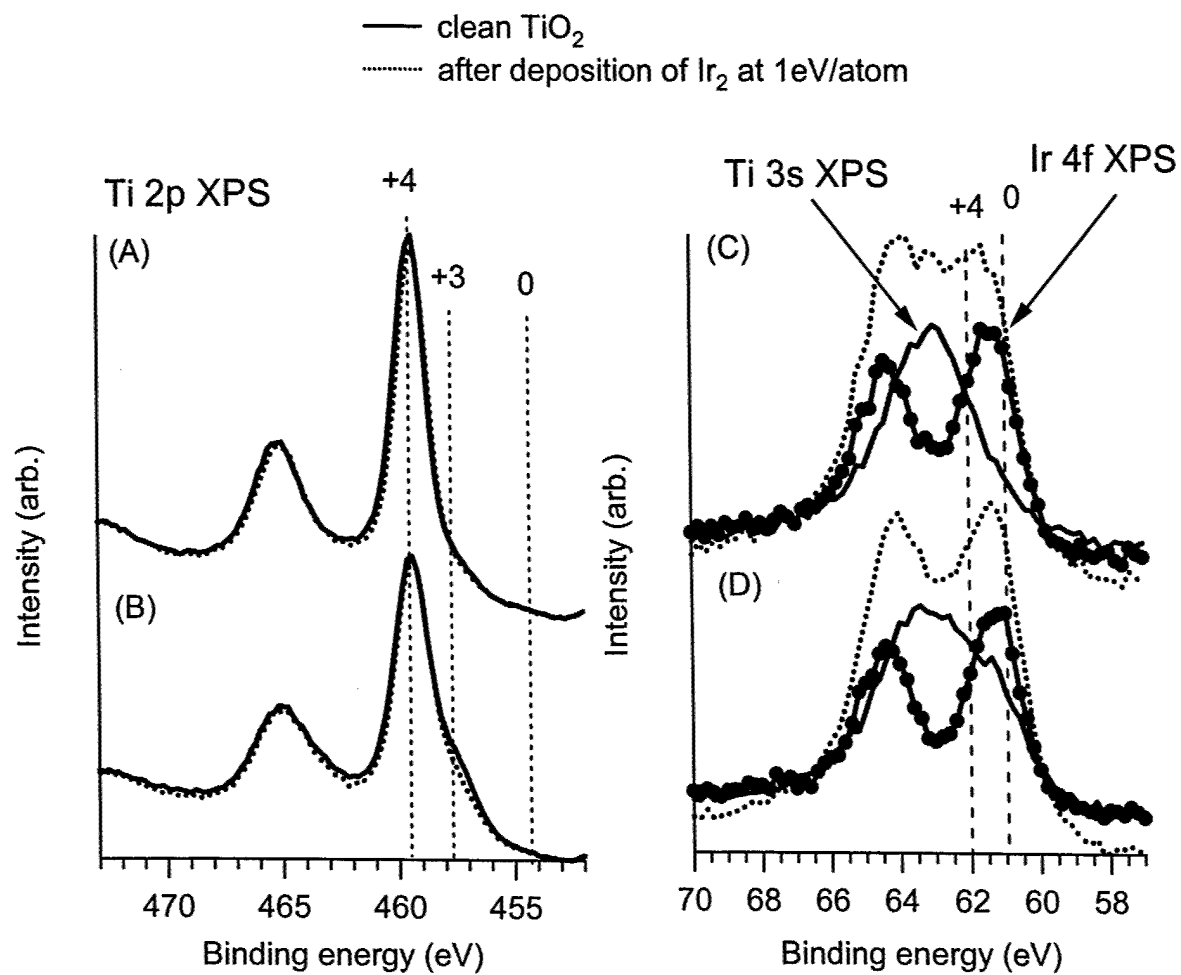 clean TiO₂
after deposition of Ir₂ at 1eV/atom
Ti 2p XPS
+4
+3
0
(A)
(B)
Intensity (arb.)
470 465 460 455
Binding energy (eV)
Ti 3s XPS
Ir 4f XPS
+4
0
(C)
(D)
Intensity (arb.)
70 68 66 64 62 60 58
Binding energy (eV)